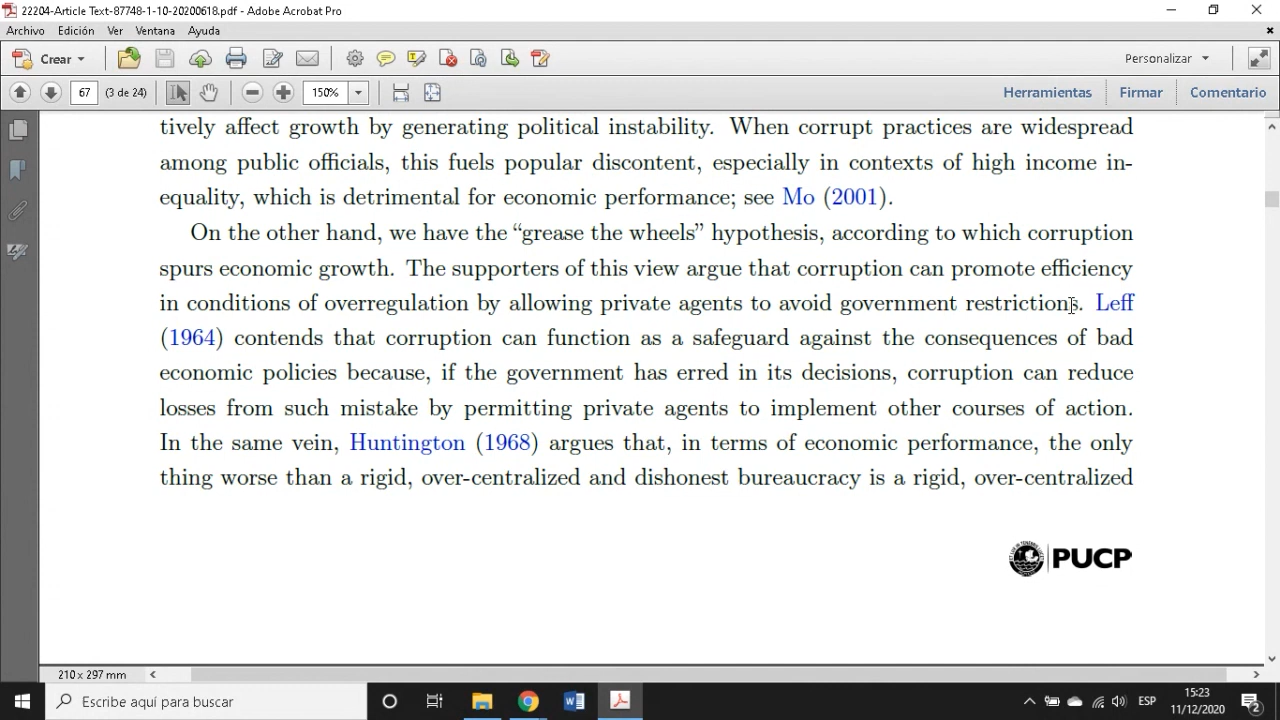 22204-Article Text-87748-1-10-20200618.pdf - Adobe Acrobat Pro
Archivo Edición Ver Ventana Ayuda
Crear Personalizar
67 (3 de 24) 150% Herramientas Firmar Comentario
tively affect growth by generating political instability. When corrupt practices are widespread
among public officials, this fuels popular discontent, especially in contexts of high income in-
equality, which is detrimental for economic performance; see Mo (2001).
On the other hand, we have the “grease the wheels” hypothesis, according to which corruption
spurs economic growth. The supporters of this view argue that corruption can promote efficiency
in conditions of overregulation by allowing private agents to avoid government restrictions. Leff
(1964) contends that corruption can function as a safeguard against the consequences of bad
economic policies because, if the government has erred in its decisions, corruption can reduce
losses from such mistake by permitting private agents to implement other courses of action.
In the same vein, Huntington (1968) argues that, in terms of economic performance, the only
thing worse than a rigid, over-centralized and dishonest bureaucracy is a rigid, over-centralized
PUCP
210 x 297 mm
Escribe aquí para buscar
ESP
15:23
11/12/2020
2